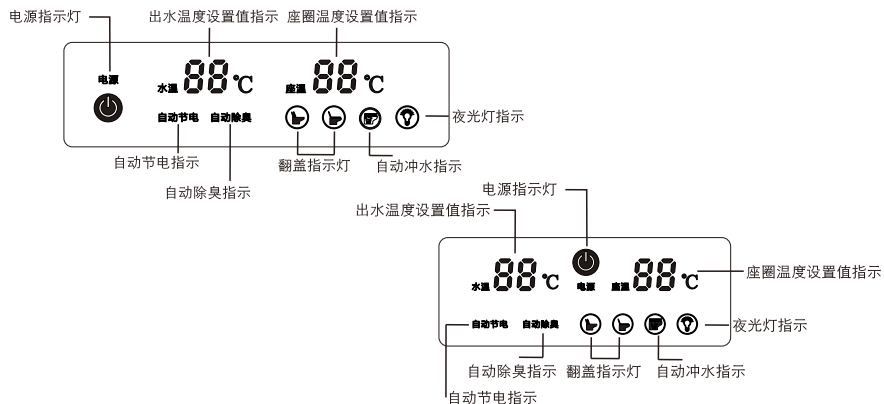 电源指示灯 出水温度设置值指示 座圈温度设置值指示
电源 水温 88℃ 座温 88℃
自动节电 自动除臭
夜光灯指示
自动节电指示 翻盖指示灯 自动冲水指示
自动除臭指示
电源指示灯
出水温度设置值指示
水温 88℃ 电源 座温 88℃ 座圈温度设置值指示
自动节电 自动除臭 夜光灯指示
自动除臭指示 翻盖指示灯 自动冲水指示
自动节电指示